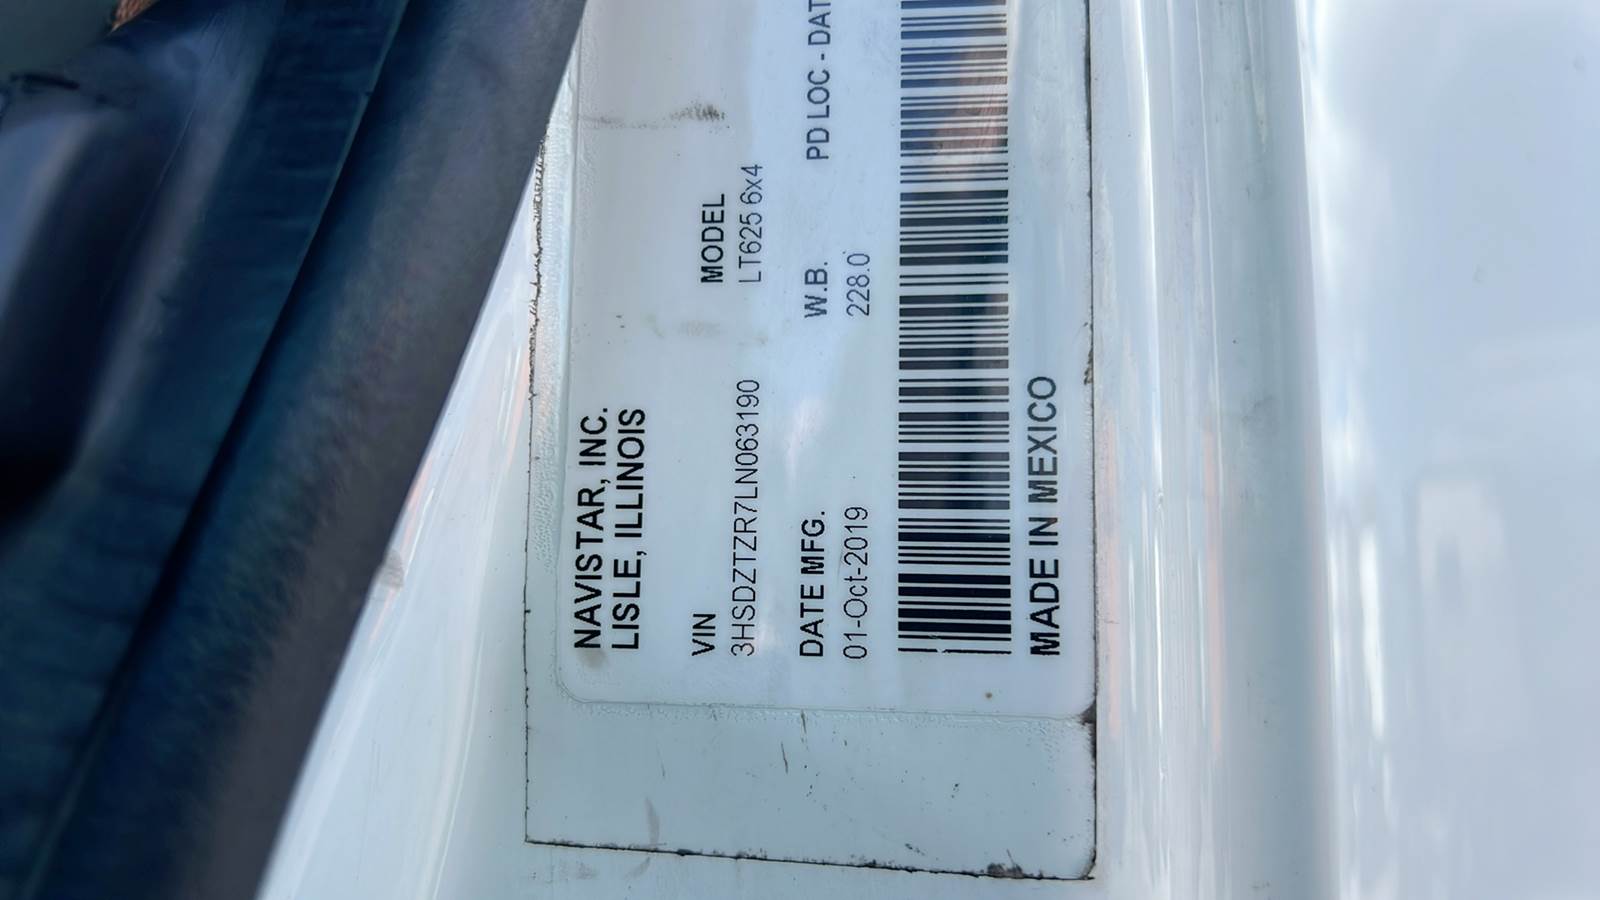 NAVISTAR, INC.
LISLE, ILLINOIS
VIN MODEL
3HSDZTZR7LN063190 LT625 6x4
DATE MFG. W.B. PD LOC - DAT
01-Oct-2019 228.0
MADE IN MEXICO